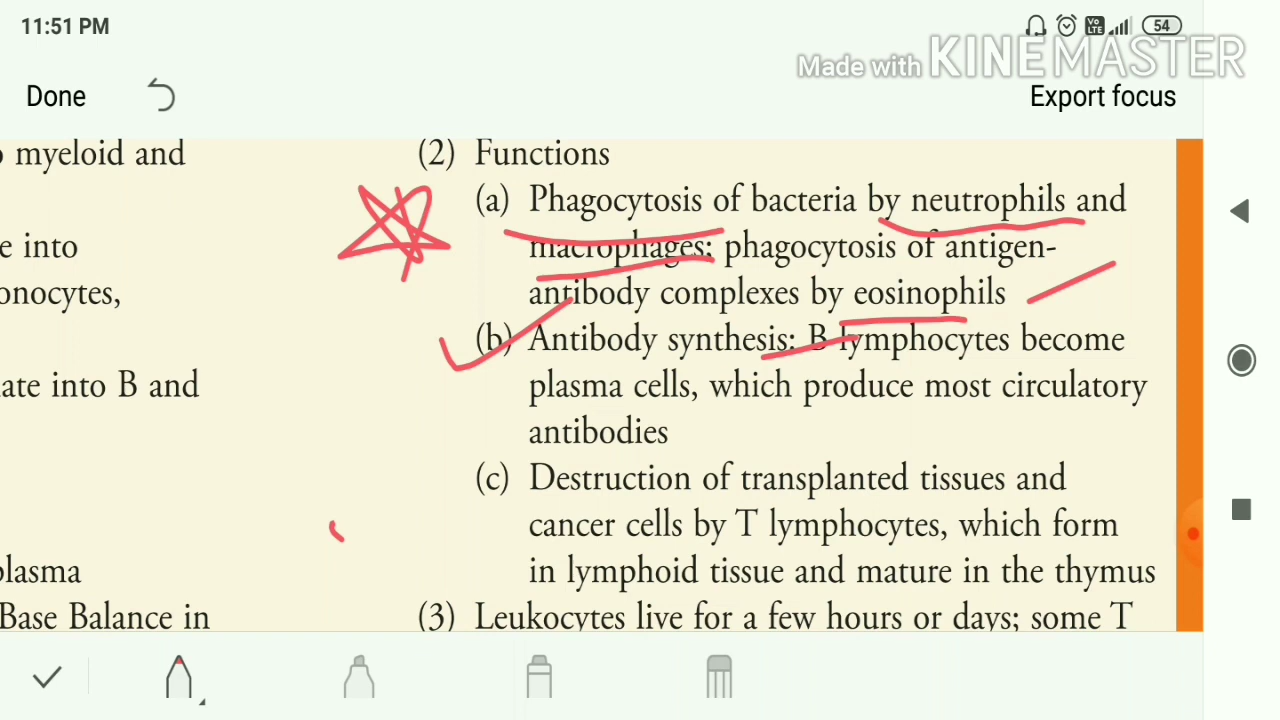 11:51 PM
Vo LTE
54
Made with KINEMASTER
Done
Export focus
myeloid and
(2) Functions
(a) Phagocytosis of bacteria by neutrophils and
e into
macrophages; phagocytosis of antigen-
onocytes,
antibody complexes by eosinophils
(b) Antibody synthesis: B lymphocytes become
ate into B and
plasma cells, which produce most circulatory
antibodies
(c) Destruction of transplanted tissues and
cancer cells by T lymphocytes, which form
lasma
in lymphoid tissue and mature in the thymus
Base Balance in
(3) Leukocytes live for a few hours or days; some T